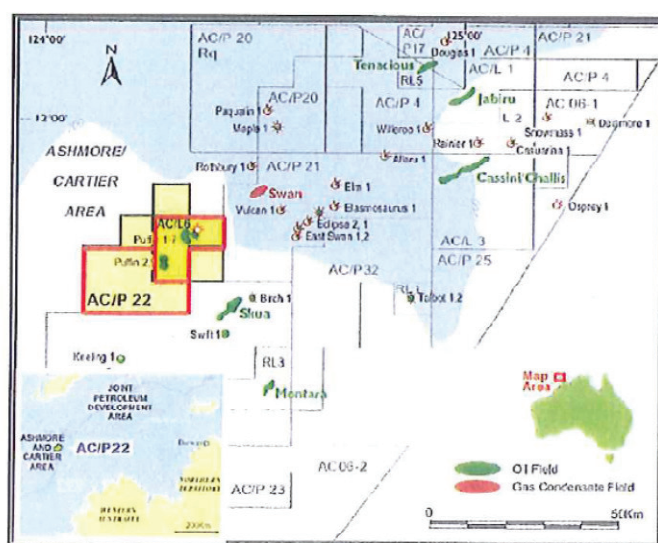 124°00'
125°00'
N
AC/P 20
Rq
AC/
P17
Douglas 1
AC/P 21
AC/P 4
Tenacious
RL5
AC/L 1
AC/P 4
Jabiru
AC/P20
AC/P 4
AC 06-1
Paqualin 1
Maple 1
L 2
Snowmass 1
13°00'
Willeroo 1
Rainier 1
Casuarina 1
ASHMORE/
CARTIER
AREA
Rothbury 1
AC/P 21
Allaru 1
Cassini/Challis
Swan
Elm 1
Vulcan 1
Elasmosaurus 1
Eclipse 2, 1
East Swan 1,2
Osprey 1
AC/L6
Puffin 2
AC/L 3
AC/P32
AC/P 25
AC/P 22
Birch 1
Talbot 1,2
Skua
Swift 1
Keeling 1
RL3
Montara
JOINT
PETROLEUM
DEVELOPMENT
AREA
ASHMORE
AND
CARTIER
AREA
AC/P22
Darwin
NORTHERN
TERRITORY
WESTERN
AUSTRALIA
200Km
AC/P 23
AC06-2
Map
Area
Oil Field
Gas Condensate Field
0
50Km